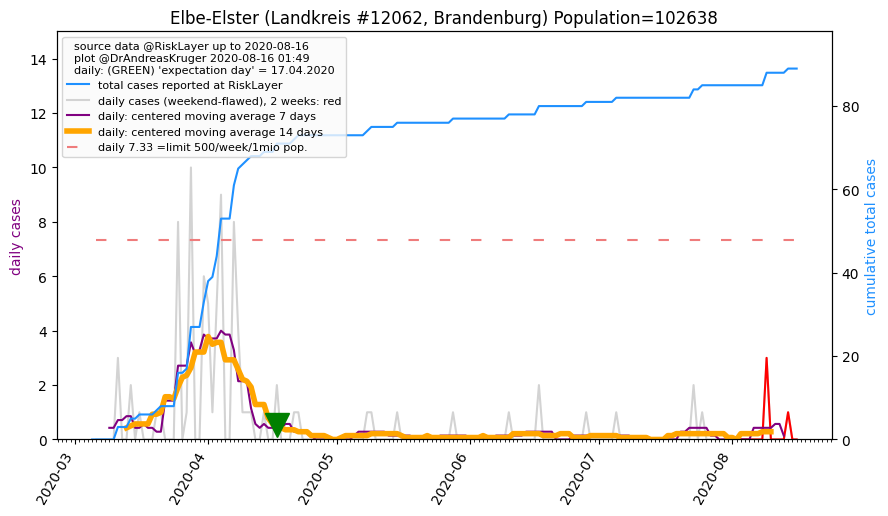 Elbe-Elster (Landkreis #12062, Brandenburg) Population=102638
source data @RiskLayer up to 2020-08-16
plot @DrAndreasKruger 2020-08-16 01:49
daily: (GREEN) 'expectation day' = 17.04.2020
total cases reported at RiskLayer
daily cases (weekend-flawed), 2 weeks: red
daily: centered moving average 7 days
daily: centered moving average 14 days
daily 7.33 =limit 500/week/1mio pop.
daily cases
14
12
10
8
6
4
2
0
cumulative total cases
80
60
40
20
0
2020-03
2020-04
2020-05
2020-06
2020-07
2020-08